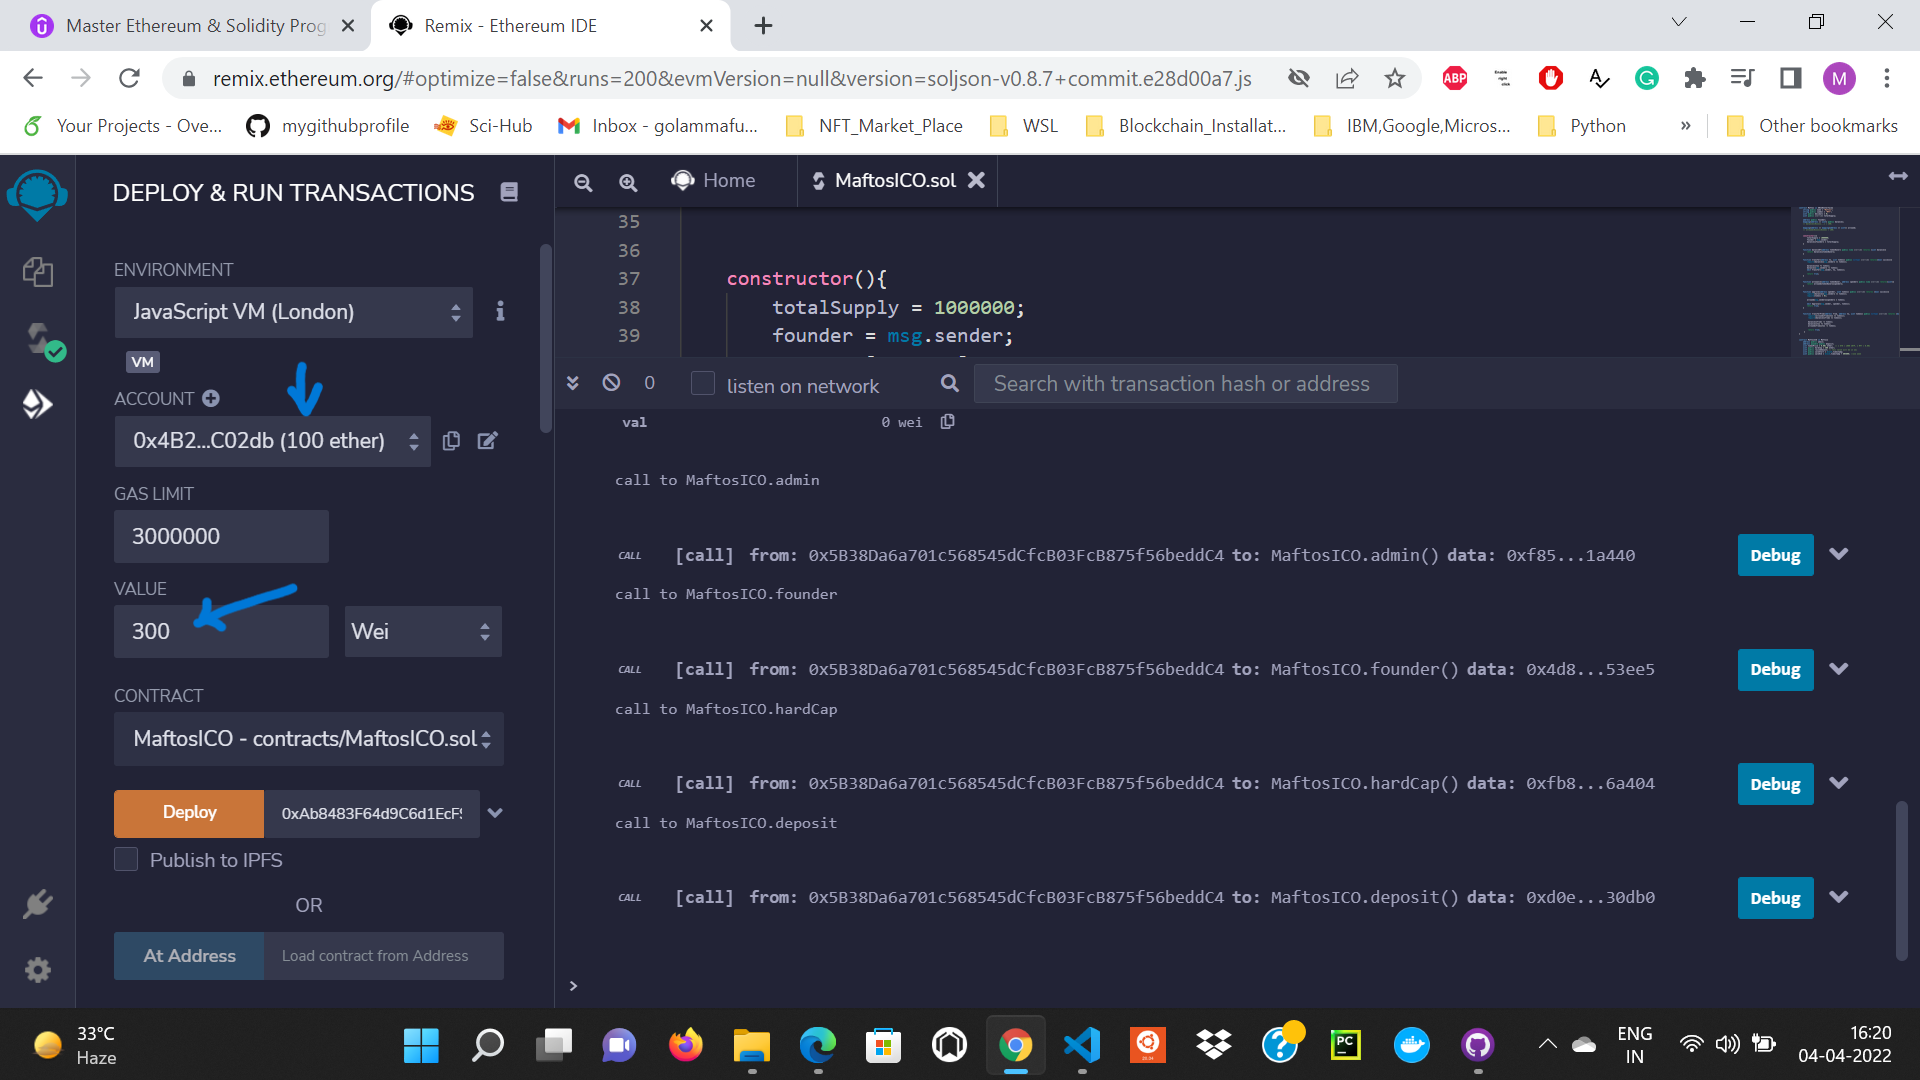 Master Ethereum & Solidity Prog
Remix - Ethereum IDE
remix.ethereum.org/#optimize=false&runs=200&evmVersion=null&version=soljson-v0.8.7+commit.e28d00a7.js
ABP
M
Your Projects - Ove...
mygithubprofile
Sci-Hub
Inbox - golammafu...
NFT_Market_Place
WSL
Blockchain_Installat...
IBM,Google,Micros...
Python
»
Other bookmarks
DEPLOY & RUN TRANSACTIONS
ENVIRONMENT
JavaScript VM (London)
VM
ACCOUNT
0x4B2...C02db (100 ether)
GAS LIMIT
3000000
VALUE
300
Wei
CONTRACT
MaftosICO - contracts/MaftosICO.sol
Deploy
0xAb8483F64d9C6d1EcF9
Publish to IPFS
OR
At Address
Load contract from Address
Home
MaftosICO.sol
35
36
37 constructor(){
38 totalSupply = 1000000;
39 founder = msg.sender;
0
listen on network
Search with transaction hash or address
val 0 wei
call to MaftosICO.admin
CALL [call] from: 0x5B38Da6a701c568545dCfcB03FcB875f56beddC4 to: MaftosICO.admin() data: 0xf85...1a440
Debug
call to MaftosICO.founder
CALL [call] from: 0x5B38Da6a701c568545dCfcB03FcB875f56beddC4 to: MaftosICO.founder() data: 0x4d8...53ee5
Debug
call to MaftosICO.hardCap
CALL [call] from: 0x5B38Da6a701c568545dCfcB03FcB875f56beddC4 to: MaftosICO.hardCap() data: 0xfb8...6a404
Debug
call to MaftosICO.deposit
CALL [call] from: 0x5B38Da6a701c568545dCfcB03FcB875f56beddC4 to: MaftosICO.deposit() data: 0xd0e...30db0
Debug
>
33°C
Haze
PC
ENG
IN
16:20
04-04-2022